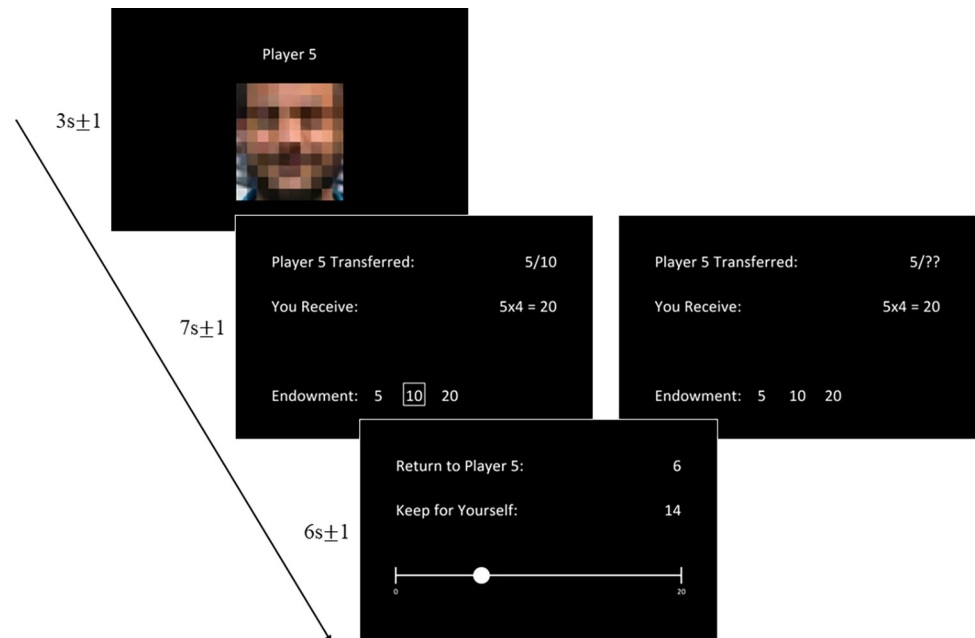 Player 5
3s±1
Player 5 Transferred: 5/10
You Receive: 5x4 = 20
Endowment: 5 10 20
7s±1
Player 5 Transferred: 5/??
You Receive: 5x4 = 20
Endowment: 5 10 20
Return to Player 5: 6
Keep for Yourself: 14
6s±1
0 20